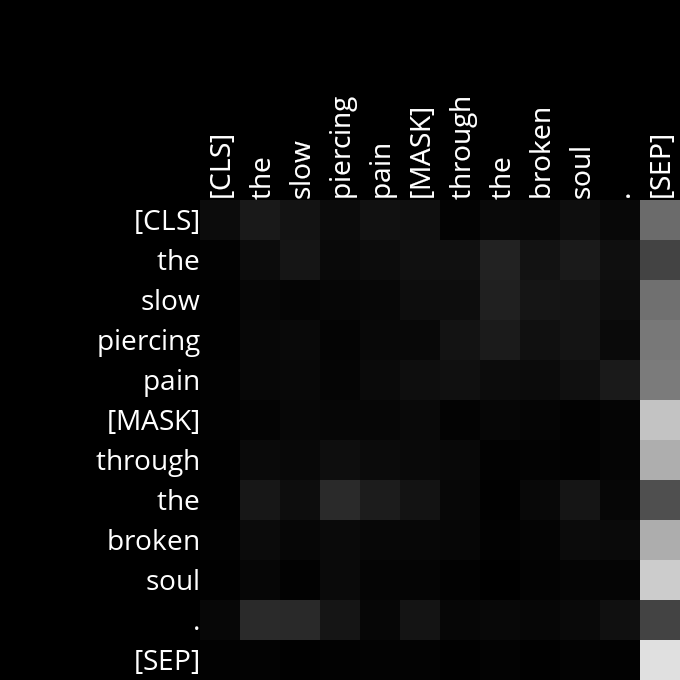 [CLS] the slow piercing pain [MASK] through the broken soul . [SEP]
[CLS]
the
slow
piercing
pain
[MASK]
through
the
broken
soul
.
[SEP]